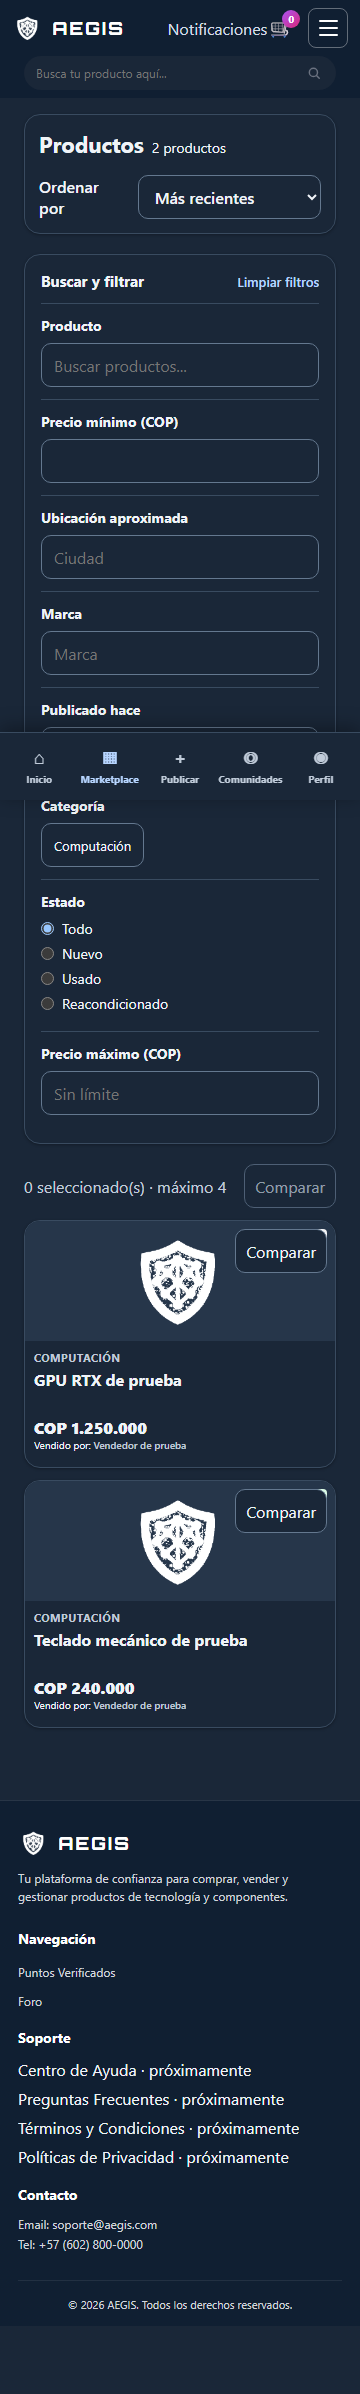 AEGIS
Notificaciones
0
Busca tu producto aquí...
Productos 2 productos
Ordenar por
Más recientes
Buscar y filtrar
Limpiar filtros
Producto
Buscar productos...
Precio mínimo (COP)
Ubicación aproximada
Ciudad
Marca
Marca
Publicado hace
Inicio
Marketplace
Publicar
Comunidades
Perfil
Categoría
Computación
Estado
Todo
Nuevo
Usado
Reacondicionado
Precio máximo (COP)
Sin límite
0 seleccionado(s) · máximo 4
Comparar
Comparar
COMPUTACIÓN
GPU RTX de prueba
COP 1.250.000
Vendido por: Vendedor de prueba
Comparar
COMPUTACIÓN
Teclado mecánico de prueba
COP 240.000
Vendido por: Vendedor de prueba
AEGIS
Tu plataforma de confianza para comprar, vender y
gestionar productos de tecnología y componentes.
Navegación
Puntos Verificados
Foro
Soporte
Centro de Ayuda · próximamente
Preguntas Frecuentes · próximamente
Términos y Condiciones · próximamente
Políticas de Privacidad · próximamente
Contacto
Email: soporte@aegis.com
Tel: +57 (602) 800-0000
© 2026 AEGIS. Todos los derechos reservados.